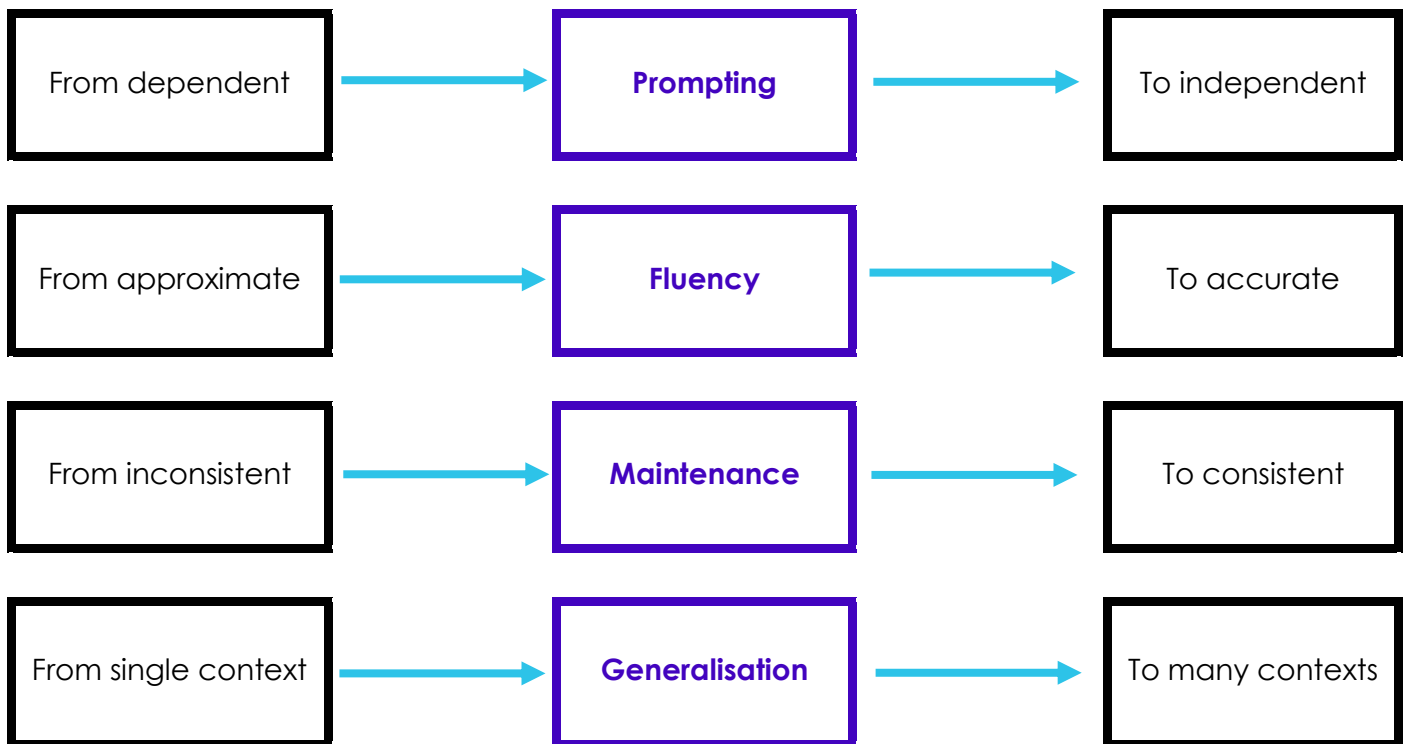 From dependent
Prompting
To independent
From approximate
Fluency
To accurate
From inconsistent
Maintenance
To consistent
From single context
Generalisation
To many contexts